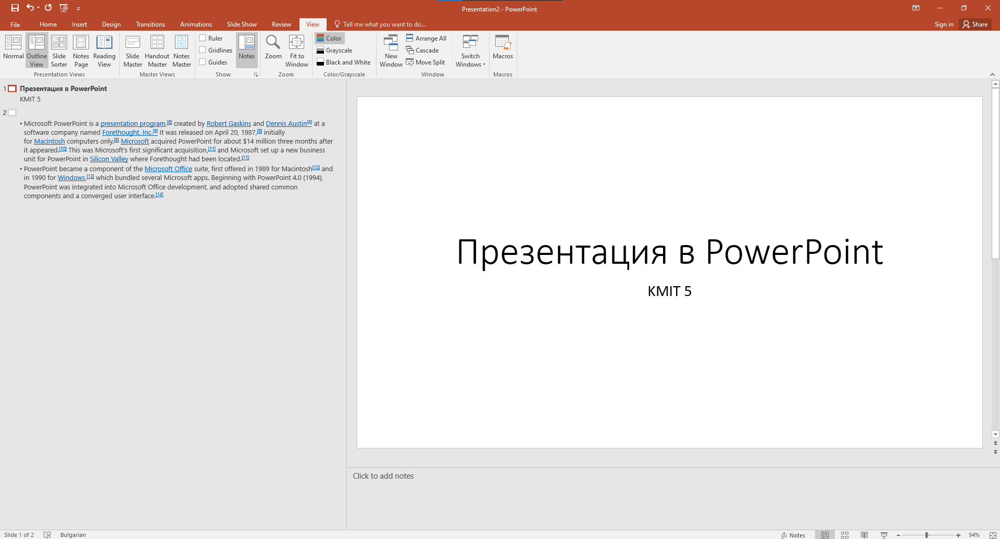 Presentation2 - PowerPoint
File Home Insert Design Transitions Animations Slide Show Review View Tell me what you want to do... Sign in Share
Normal Outline View Slide Sorter Notes Page Reading View
Presentation Views
Slide Master Handout Master Notes Master
Master Views
Ruler
Gridlines
Guides
Notes
Show
Zoom Fit to Window
Zoom
Color
Grayscale
Black and White
Color/Grayscale
New Window
Arrange All
Cascade
Move Split
Switch Windows
Window
Macros
Macros
1 Презентация в PowerPoint
КМІТ 5
2
• Microsoft PowerPoint is a presentation program,[8] created by Robert Gaskins and Dennis Austin[8] at a
software company named Forethought, Inc.[8] It was released on April 20, 1987,[9] initially
for Macintosh computers only.[8] Microsoft acquired PowerPoint for about $14 million three months after
it appeared.[10] This was Microsoft's first significant acquisition,[11] and Microsoft set up a new business
unit for PowerPoint in Silicon Valley where Forethought had been located.[11]
• PowerPoint became a component of the Microsoft Office suite, first offered in 1989 for Macintosh[12] and
in 1990 for Windows,[13] which bundled several Microsoft apps. Beginning with PowerPoint 4.0 (1994),
PowerPoint was integrated into Microsoft Office development, and adopted shared common
components and a converged user interface.[14]
Презентация в PowerPoint
KMIT 5
Click to add notes
Slide 1 of 2 Bulgarian Notes 94%